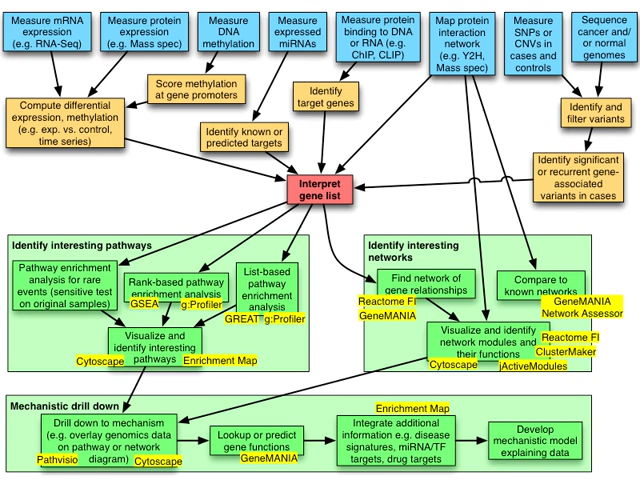 Measure mRNA
expression
(e.g. RNA-Seq)
Measure protein
expression
(e.g. Mass spec)
Measure
DNA
methylation
Measure
expressed
miRNAs
Measure protein
binding to DNA
or RNA (e.g.
ChIP, CLIP)
Map protein
interaction
network
(e.g. Y2H,
Mass spec)
Measure
SNPs or
CNVs in
cases and
controls
Sequence
cancer and/
or normal
genomes
Score methylation
at gene promoters
Identify
target genes
Compute differential
expression, methylation
(e.g. exp. vs. control,
time series)
Identify known or
predicted targets
Identify and
filter variants
Identify significant
or recurrent gene-
associated
variants in cases
Interpret
gene list
Identify interesting pathways
Pathway enrichment
analysis for rare
events (sensitive test
on original samples)
Rank-based pathway
enrichment analysis
GSEA g:Profiler
List-based
pathway
enrichment
analysis
GREAT g:Profiler
Visualize and
identify interesting
pathways
Cytoscape
Enrichment Map
Identify interesting
networks
Find network of
gene relationships
Reactome FI
GeneMANIA
Compare to
known networks
GeneMANIA
Network Assessor
Visualize and identify
network modules and
their functions
Reactome FI
ClusterMaker
Cytoscape
jActiveModules
Mechanistic drill down
Drill down to mechanism
(e.g. overlay genomics data
on pathway or network
diagram)
Pathvisio
Cytoscape
Lookup or predict
gene functions
GeneMANIA
Enrichment Map
Integrate additional
information e.g. disease
signatures, miRNA/TF
targets, drug targets
Develop
mechanistic model
explaining data